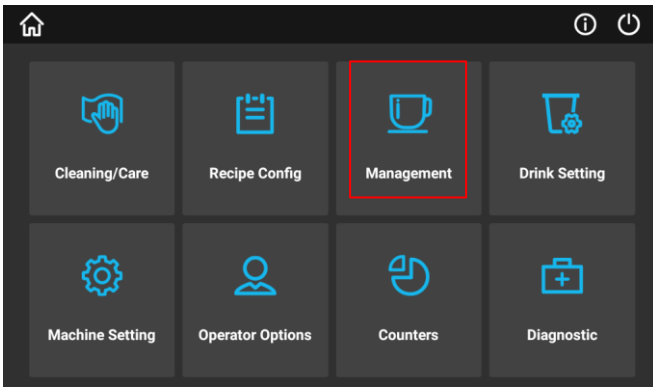 Cleaning/Care
Recipe Config
Management
Drink Setting
Machine Setting
Operator Options
Counters
Diagnostic